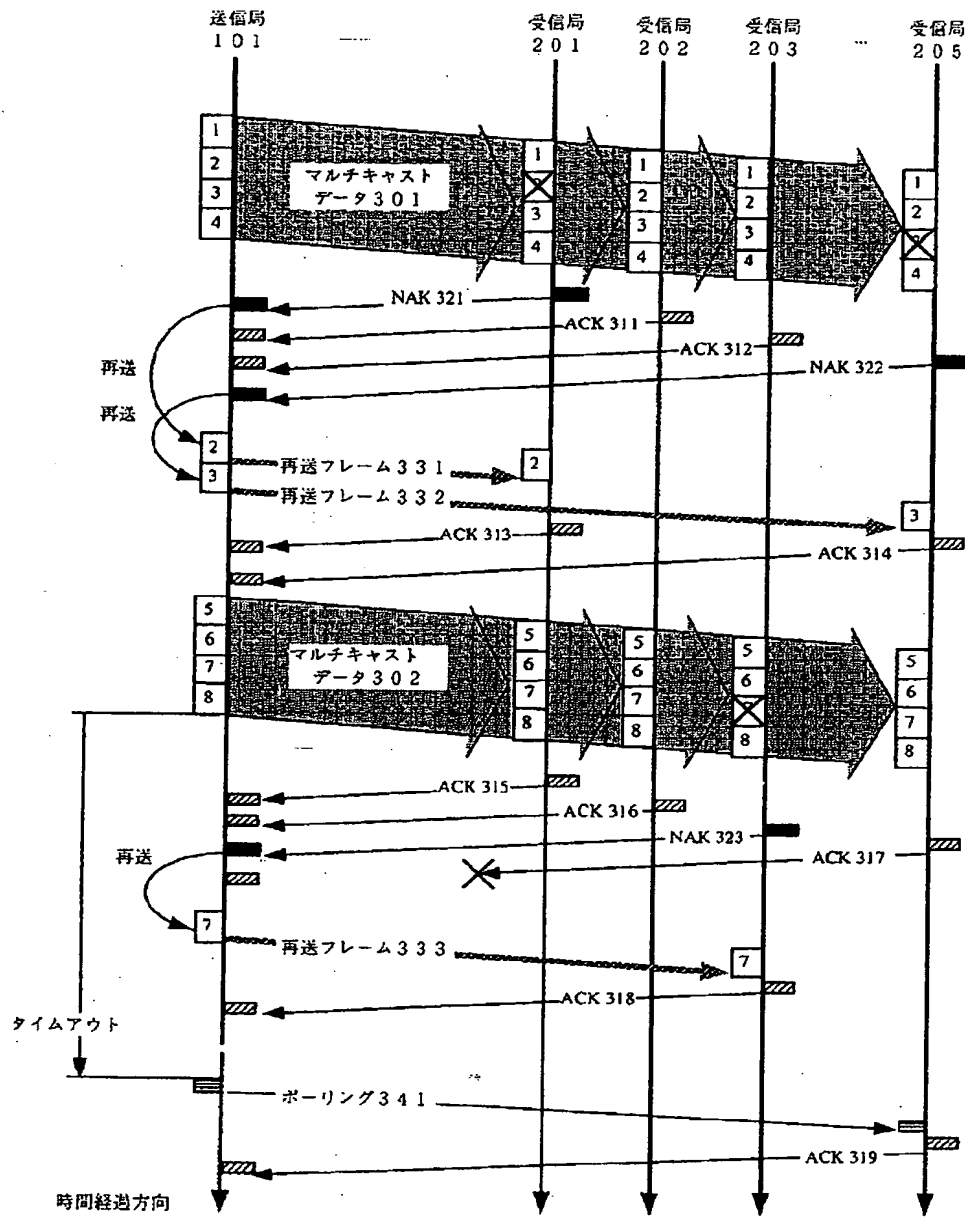 送信局
１０１
受信局
２０１
受信局
２０２
受信局
２０３
受信局
２０５
1
2
3
4
マルチキャスト
データ３０１
1
3
4
1
2
3
4
1
2
3
4
1
2
4
NAK 321
ACK 311
ACK 312
NAK 322
再送
再送
2
3
再送フレーム３３１
2
再送フレーム３３２
3
ACK 313
ACK 314
5
6
7
8
マルチキャスト
データ３０２
5
6
7
8
5
6
7
8
5
6
8
5
6
7
8
ACK 315
ACK 316
NAK 323
ACK 317
再送
7
再送フレーム３３３
7
ACK 318
タイムアウト
ポーリング３４１
ACK 319
時間経過方向